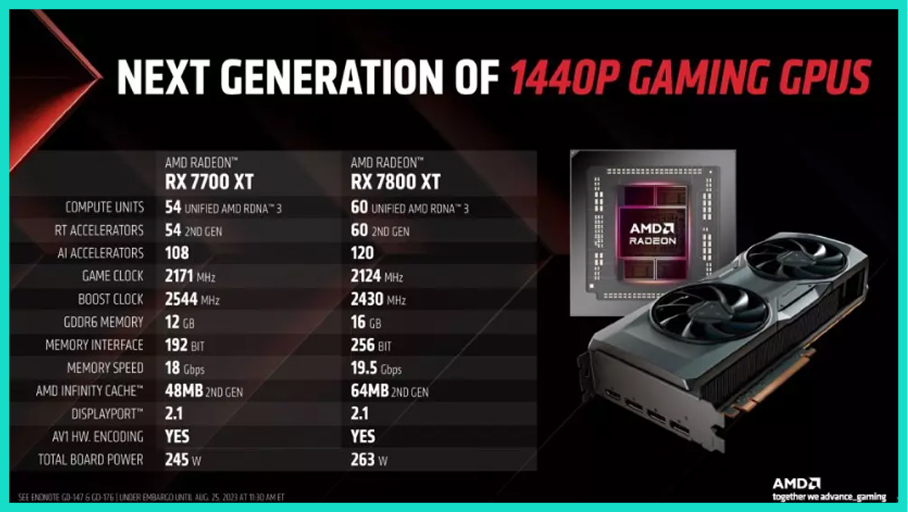 NEXT GENERATION OF 1440P GAMING GPUS
AMD RADEON™ AMD RADEON™
RX 7700 XT RX 7800 XT
COMPUTE UNITS 54 UNIFIED AMD RDNA™ 3 60 UNIFIED AMD RDNA™ 3
RT ACCELERATORS 54 2ND GEN 60 2ND GEN
AI ACCELERATORS 108 120
GAME CLOCK 2171 MHz 2124 MHz
BOOST CLOCK 2544 MHz 2430 MHz
GDDR6 MEMORY 12 GB 16 GB
MEMORY INTERFACE 192 BIT 256 BIT
MEMORY SPEED 18 Gbps 19.5 Gbps
AMD INFINITY CACHE™ 48MB 2ND GEN 64MB 2ND GEN
DISPLAYPORT™ 2.1 2.1
AV1 HW. ENCODING YES YES
TOTAL BOARD POWER 245 W 263 W
AMD
RADEON
SEE ENDNOTE GD-147 & GD-176 | UNDER EMBARGO UNTIL AUG. 25, 2023 AT 11:30 AM ET
AMD
together we advance_gaming